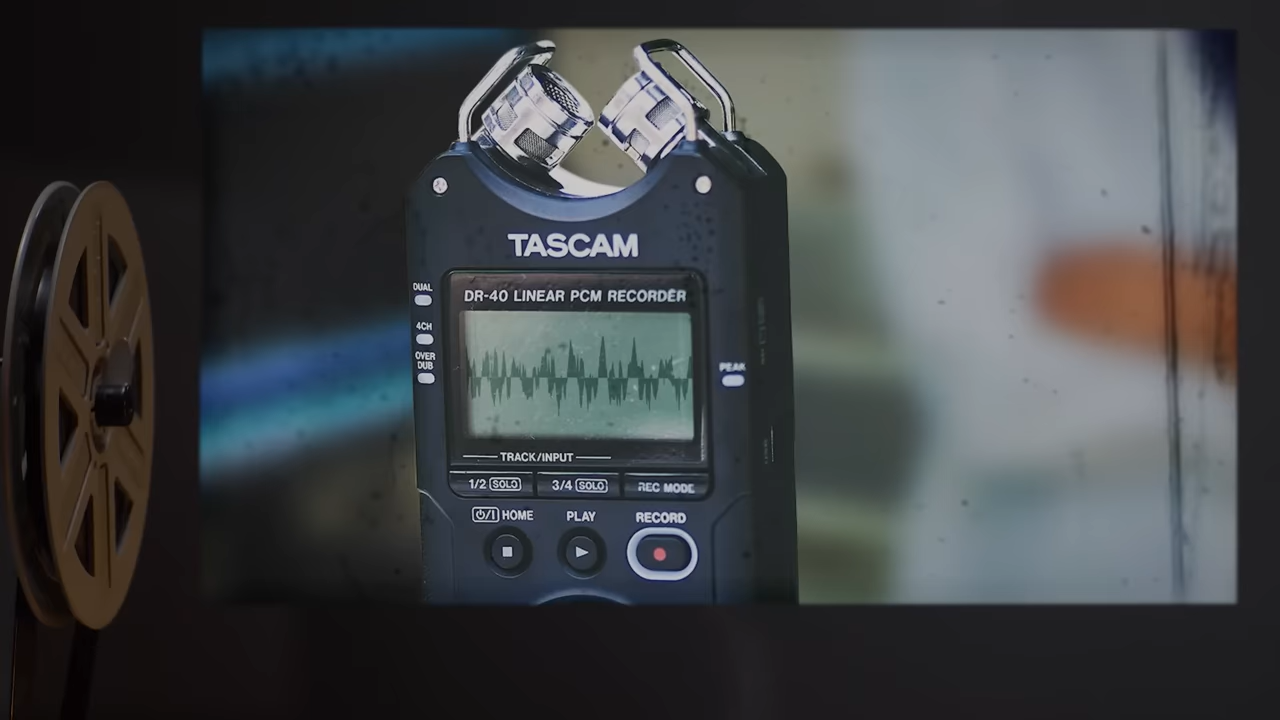 TASCAM
DR-40 LINEAR PCM RECORDER
DUAL
4CH
OVER
DUB
PEAK
TRACK/INPUT
1/2 SOLO
3/4 SOLO
REC MODE
HOME
PLAY
RECORD